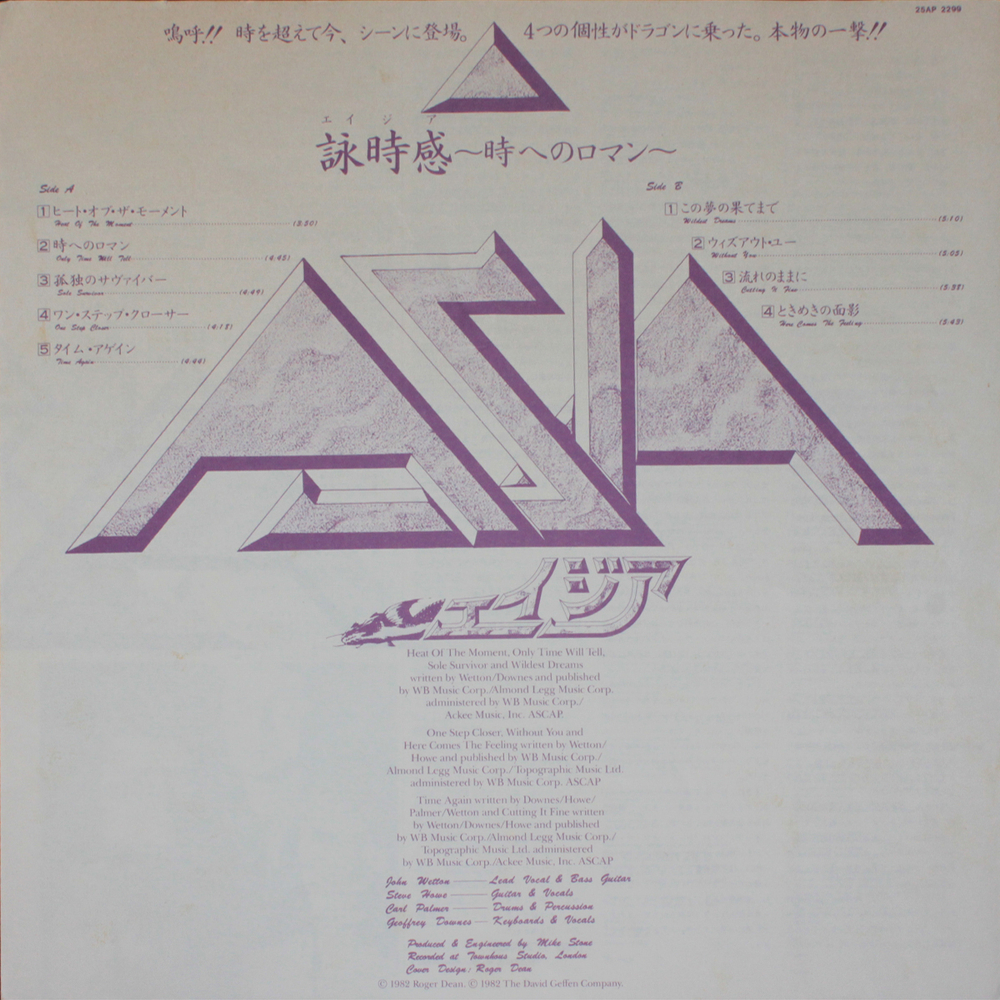 25AP 2299
嗚呼!! 時を超えて今、シーンに登場。 4つの個性がドラゴンに乗った。本物の一撃!!
エイジア
詠時感〜時へのロマン〜
Side A
1 ヒート・オブ・ザ・モーメント
Heat Of The Moment (3:50)
2 時へのロマン
Only Time Will Tell (4:45)
3 孤独のサヴァイバー
Sole Survivor (4:49)
4 ワン・ステップ・クローサー
One Step Closer (4:18)
5 タイム・アゲイン
Time Again (4:44)
Side B
1 この夢の果てまで
Wildest Dreams (5:10)
2 ウィズアウト・ユー
Without You (5:03)
3 流れのままに
Cutting It Fine (5:35)
4 ときめきの面影
Here Comes The Feeling (5:43)
ASIA
エイジア
Heat Of The Moment, Only Time Will Tell,
Sole Survivor and Wildest Dreams
written by Wetton/Downes and published
by WB Music Corp./Almond Legg Music Corp.
administered by WB Music Corp./
Ackee Music, Inc. ASCAP.
One Step Closer, Without You and
Here Comes The Feeling written by Wetton/
Howe and published by WB Music Corp./
Almond Legg Music Corp./Topographic Music Ltd.
administered by WB Music Corp. ASCAP
Time Again written by Downes/Howe/
Palmer/Wetton and Cutting It Fine written
by Wetton/Downes/Howe and published
by WB Music Corp./Almond Legg Music Corp./
Topographic Music Ltd. administered
by WB Music Corp./Ackee Music, Inc. ASCAP
John Wetton — Lead Vocal & Bass Guitar
Steve Howe — Guitar & Vocals
Carl Palmer — Drums & Percussion
Geoffrey Downes — Keyboards & Vocals
Produced & Engineered by Mike Stone
Recorded at Townhous Studio, London
Cover Design: Roger Dean
© 1982 Roger Dean. © 1982 The David Geffen Company.